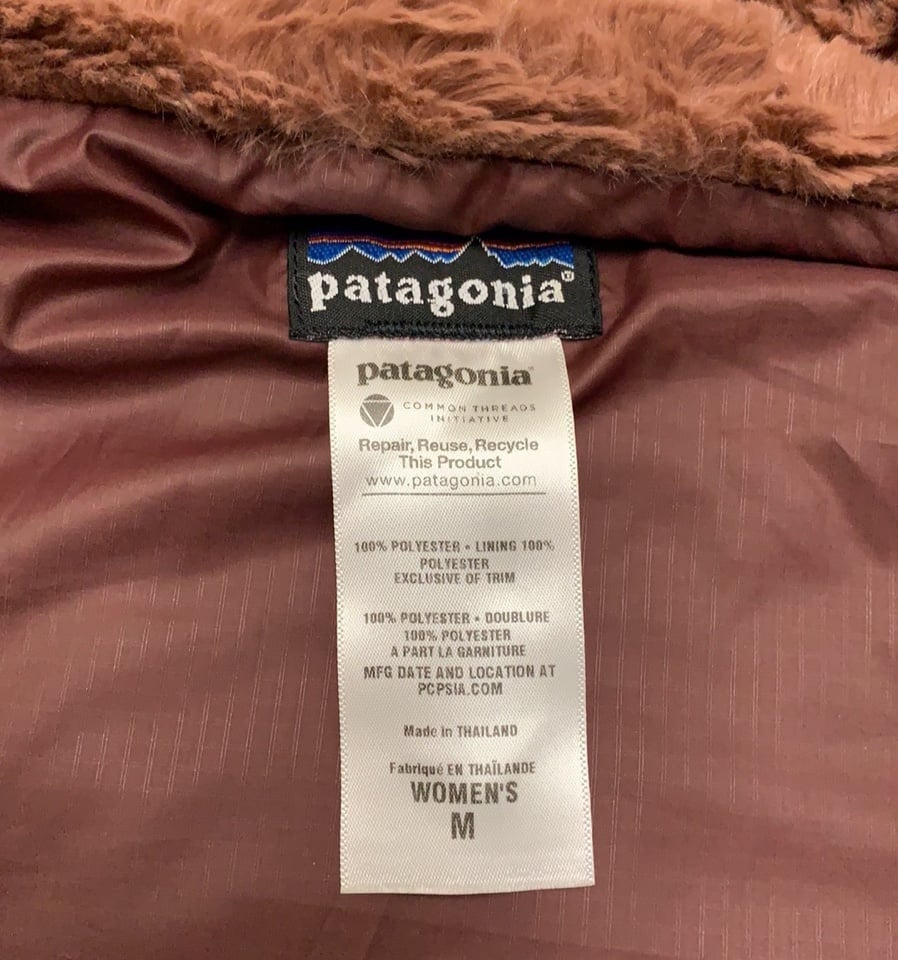 patagonia®
patagonia®
COMMON THREADS
INITIATIVE
Repair, Reuse, Recycle
This Product
www.patagonia.com
100% POLYESTER • LINING 100%
POLYESTER
EXCLUSIVE OF TRIM
100% POLYESTER • DOUBLURE
100% POLYESTER
A PART LA GARNITURE
MFG DATE AND LOCATION AT
PCPSIA.COM
Made in THAILAND
Fabriqué EN THAÏLANDE
WOMEN'S
M